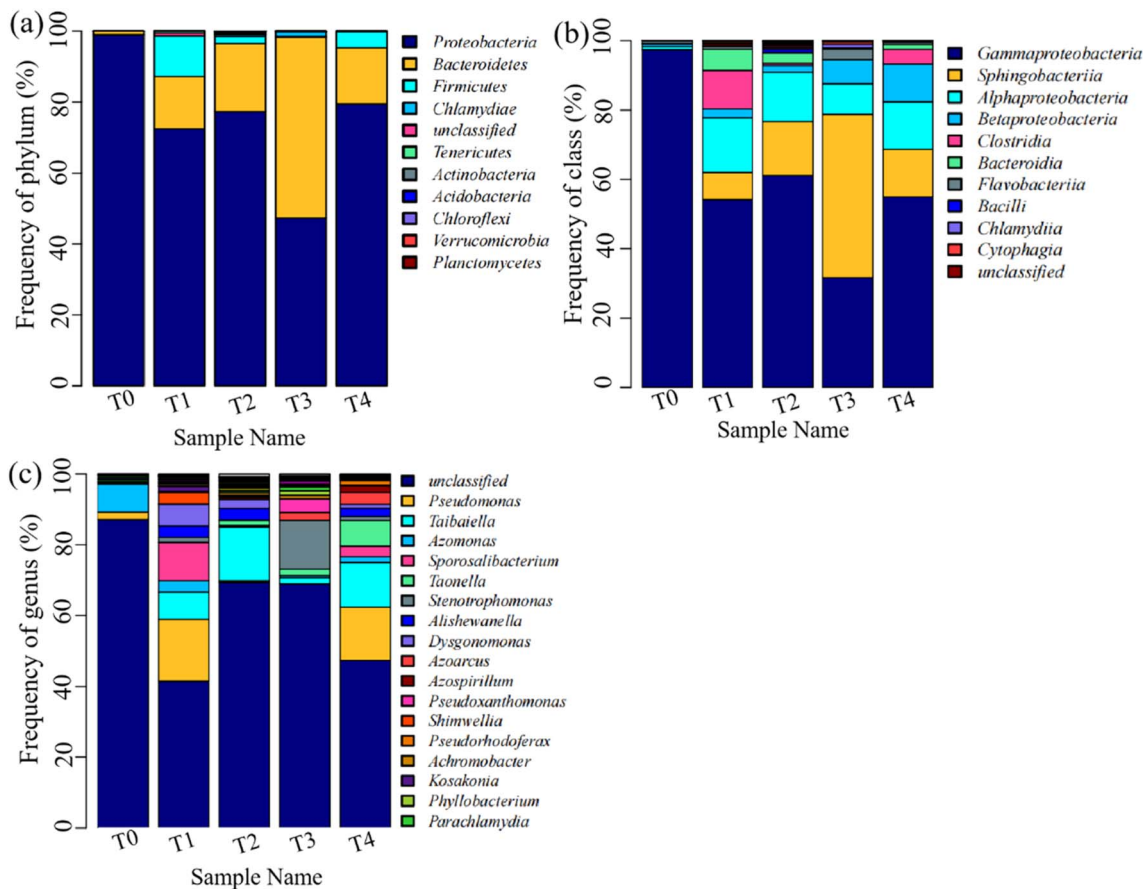 (a)
Frequency of phylum (%)
0 20 40 60 80 100
T0 T1 T2 T3 T4
Sample Name
Proteobacteria
Bacteroidetes
Firmicutes
Chlamydiae
unclassified
Tenericutes
Actinobacteria
Acidobacteria
Chloroflexi
Verrucomicrobia
Planctomycetes
(b)
Frequency of class (%)
0 20 40 60 80 100
T0 T1 T2 T3 T4
Sample Name
Gammaproteobacteria
Sphingobacteriia
Alphaproteobacteria
Betaproteobacteria
Clostridia
Bacteroidia
Flavobacteriia
Bacilli
Chlamydiia
Cytophagia
unclassified
(c)
Frequency of genus (%)
0 20 40 60 80 100
T0 T1 T2 T3 T4
Sample Name
unclassified
Pseudomonas
Taibaiella
Azomonas
Sporosalibacterium
Taonella
Stenotrophomonas
Alishewanella
Dysgonomonas
Azoarcus
Azospirillum
Pseudoxanthomonas
Shimwellia
Pseudorhodoferax
Achromobacter
Kosakonia
Phyllobacterium
Parachlamydia